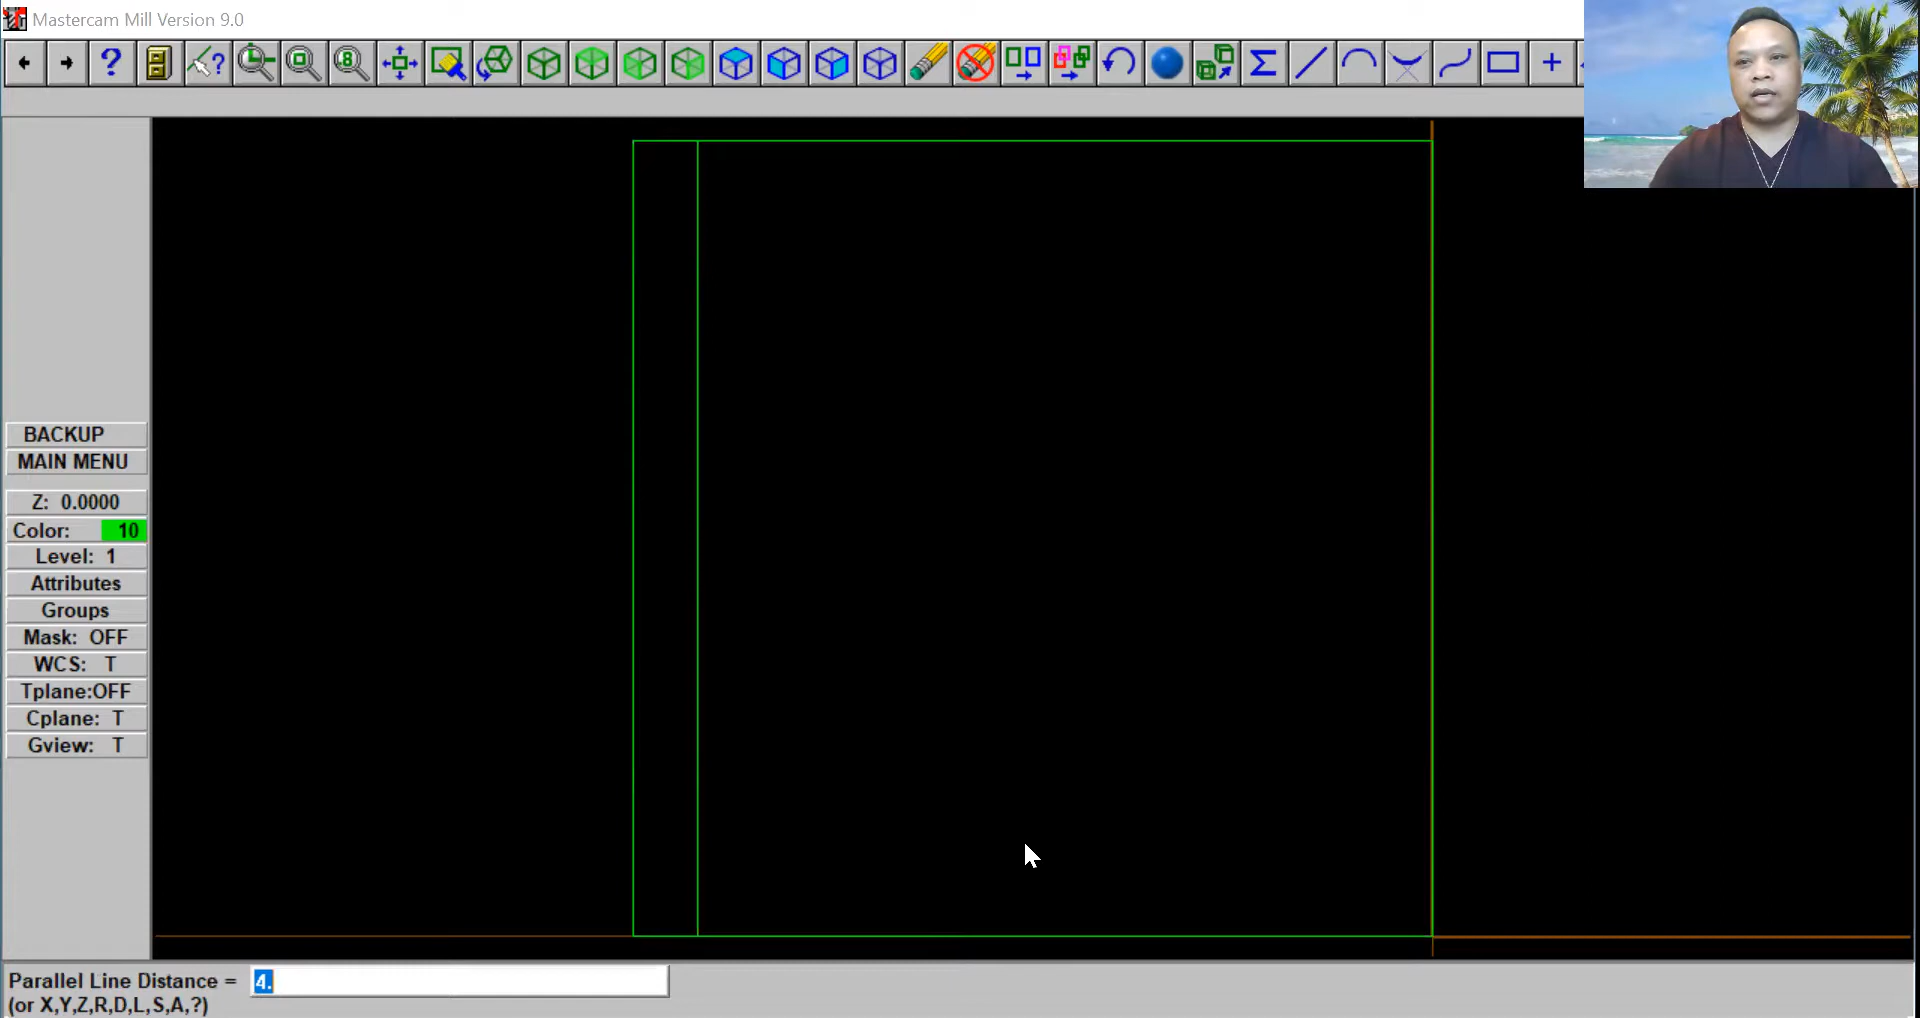 Mastercam Mill Version 9.0
BACKUP
MAIN MENU
Z: 0.0000
Color: 10
Level: 1
Attributes
Groups
Mask: OFF
WCS: T
Tplane:OFF
Cplane: T
Gview: T
Parallel Line Distance = 4.
(or X,Y,Z,R,D,L,S,A,?)